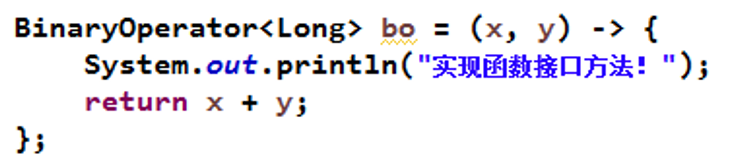 BinaryOperator<Long> bo = (x, y) -> {
    System.out.println("实现函数接口方法！");
    return x + y;
};